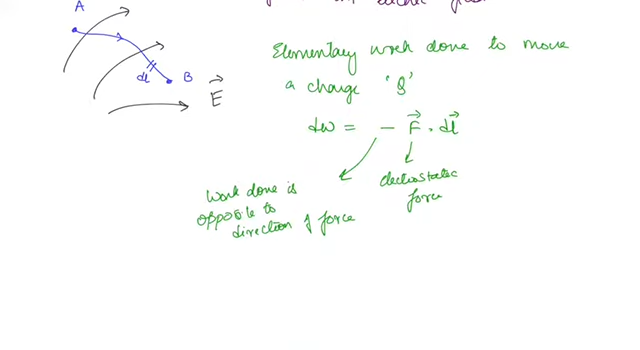 A
dl
B
E
Elementary work done to move
a charge 'Q'
dw = - F . dl
Work done is
opposite to
direction of force
electrostatic
force